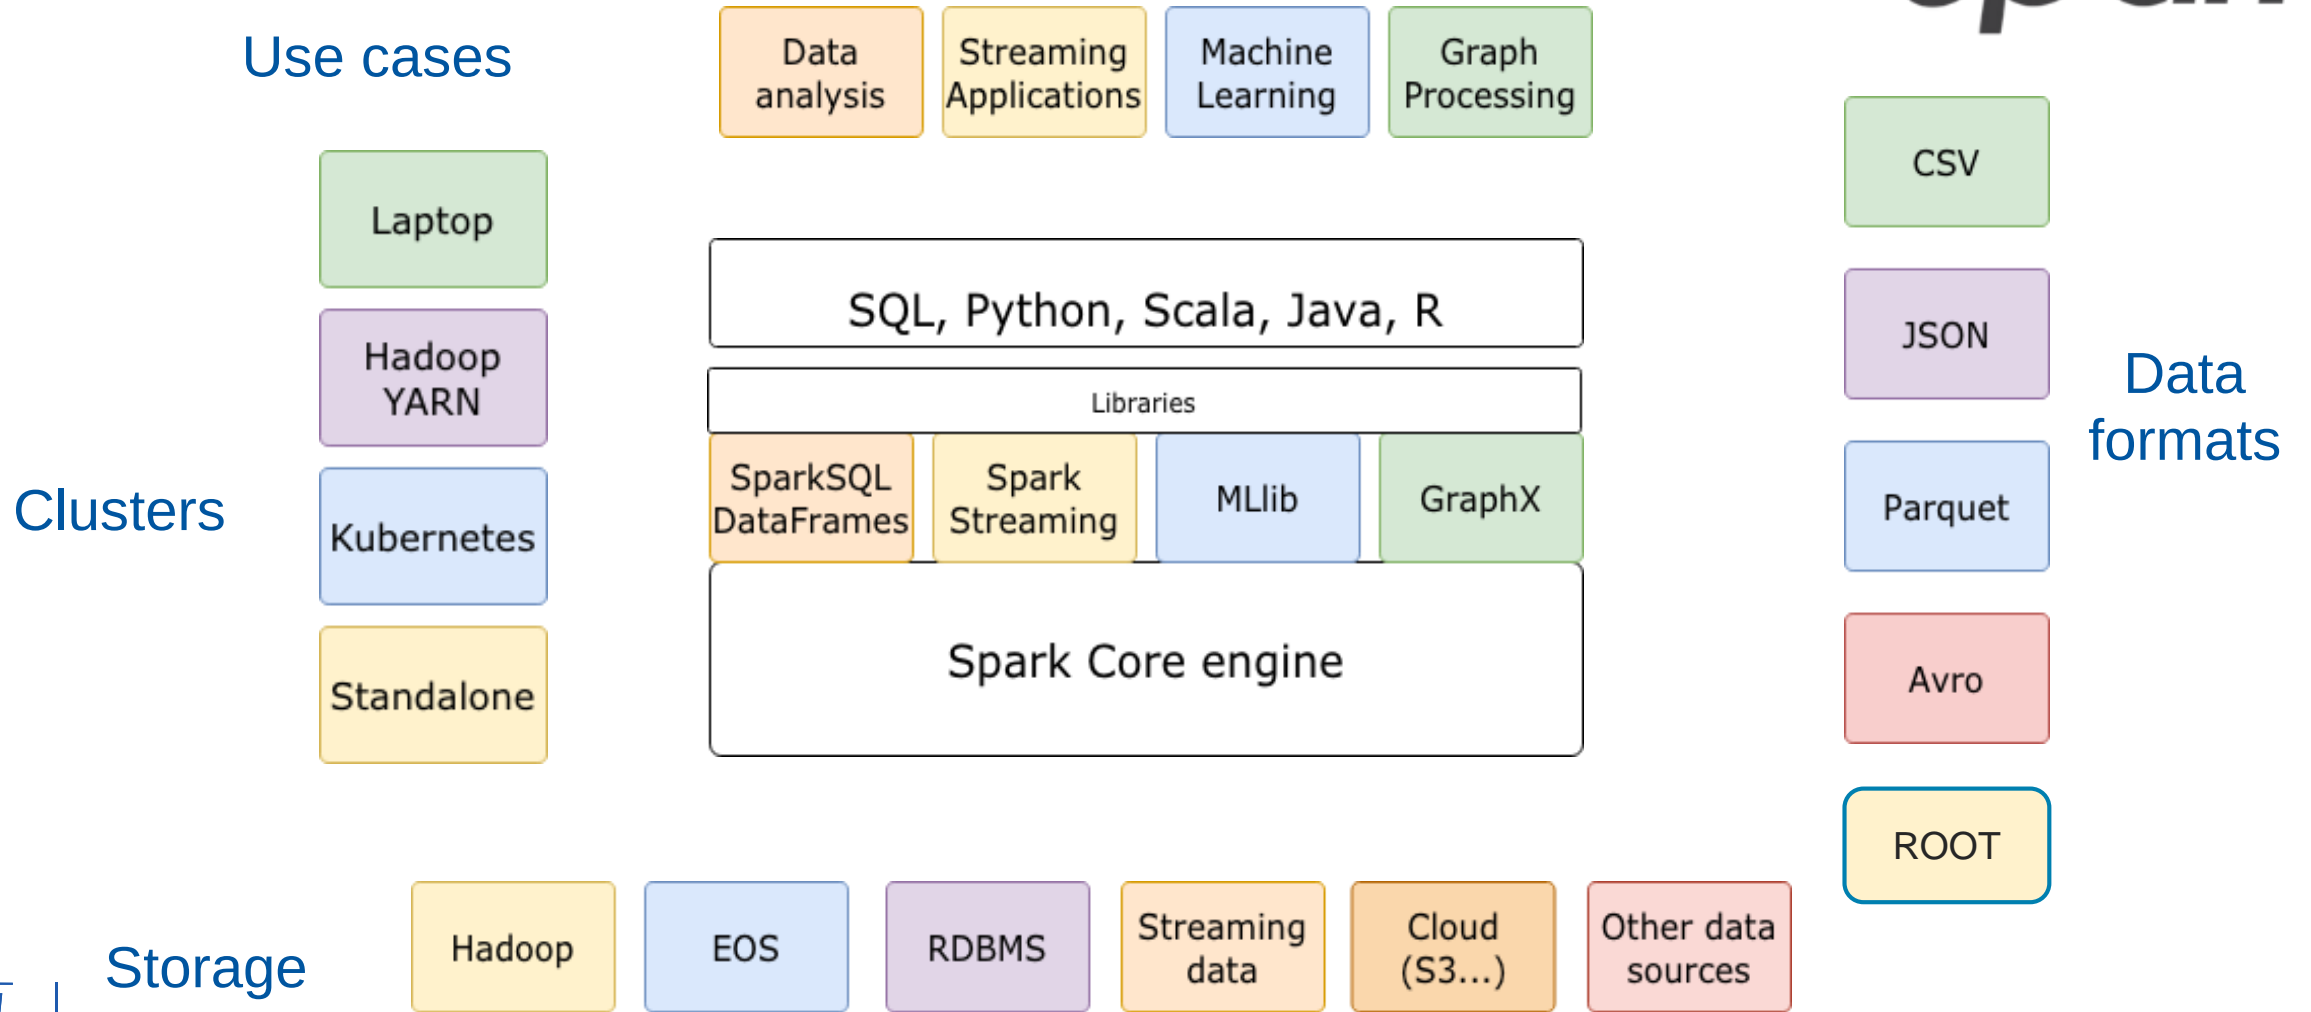 Use cases
Data
analysis
Streaming
Applications
Machine
Learning
Graph
Processing
Clusters
Laptop
Hadoop
YARN
Kubernetes
Standalone
SQL, Python, Scala, Java, R
Libraries
SparkSQL
DataFrames
Spark
Streaming
MLlib
GraphX
Spark Core engine
CSV
JSON
Parquet
Avro
ROOT
Data
formats
Storage
Hadoop
EOS
RDBMS
Streaming
data
Cloud
(S3...)
Other data
sources